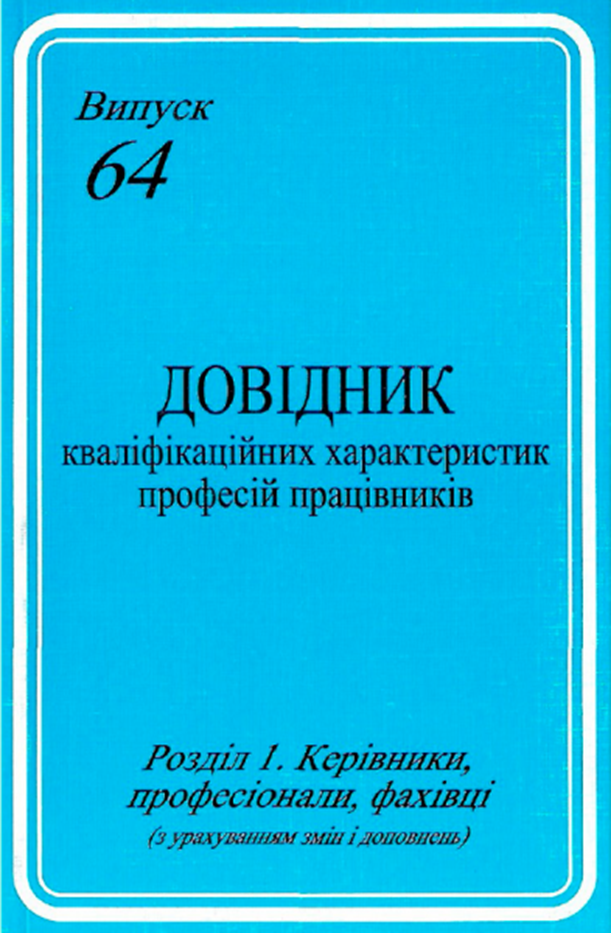 Випуск
64
ДОВІДНИК
кваліфікаційних характеристик
професій працівників
Розділ 1. Керівники,
професіонали, фахівці
(з урахуванням змін і доповнень)